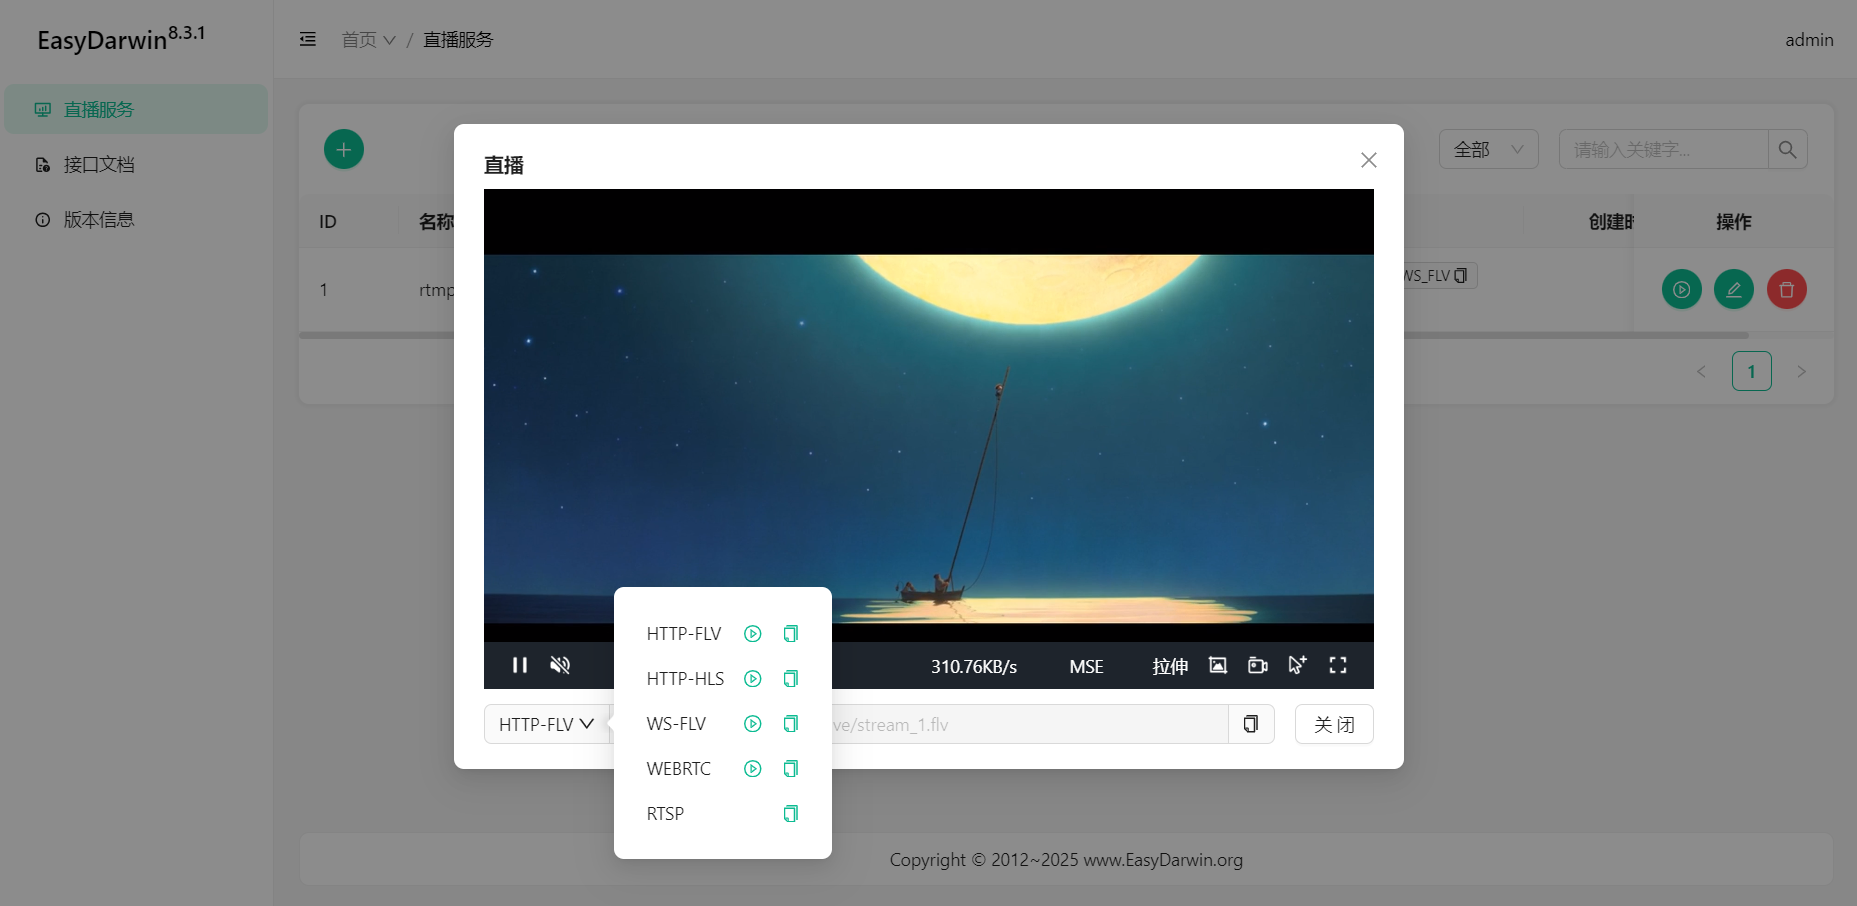 EasyDarwin8.3.1
首页 / 直播服务
admin
直播服务
接口文档
版本信息
全部
请输入关键字...
ID
名称
创建时
操作
1
rtmp
WS_FLV
1
直播
310.76KB/s
MSE
拉伸
HTTP-FLV
ve/stream_1.flv
关闭
HTTP-FLV
HTTP-HLS
WS-FLV
WEBRTC
RTSP
Copyright © 2012~2025 www.EasyDarwin.org